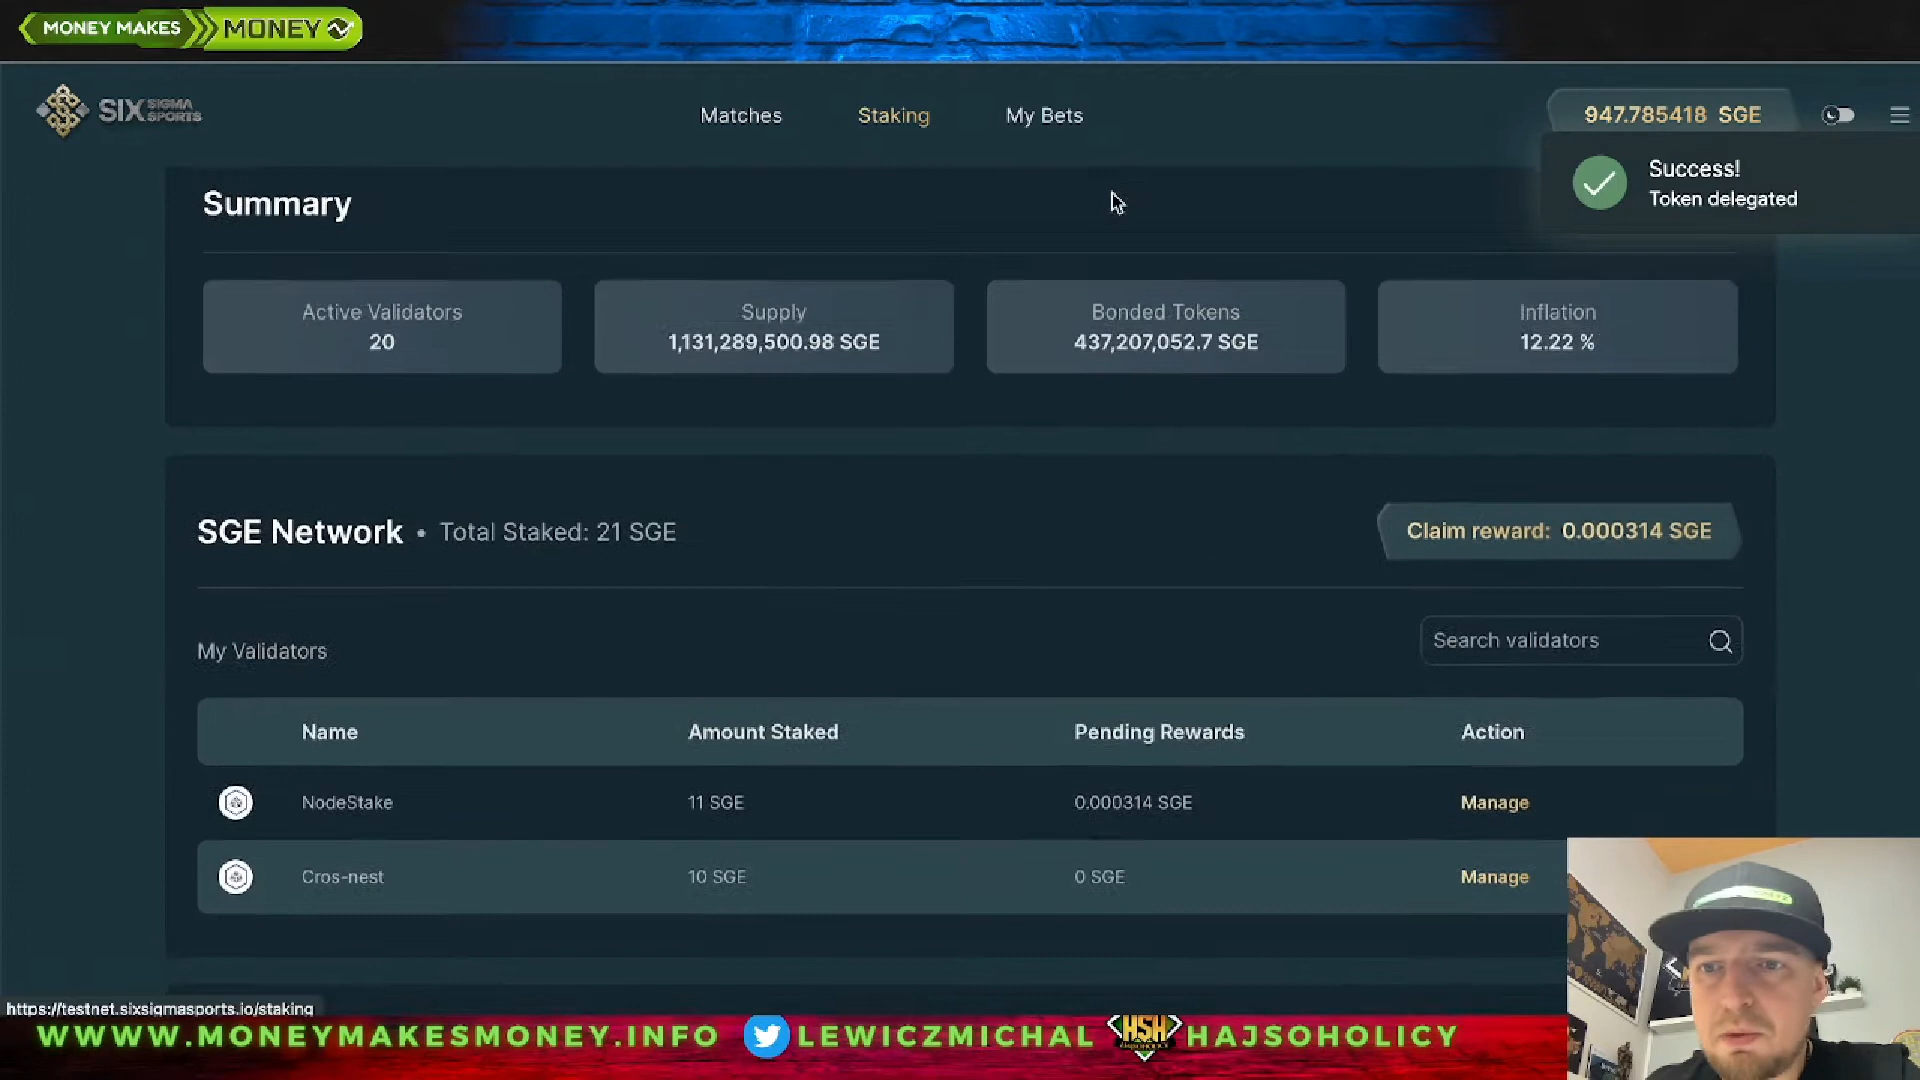 MONEY MAKES MONEY
SIX SIGMA SPORTS
Matches
Staking
My Bets
947.785418 SGE
Success!
Token delegated
Summary
Active Validators
20
Supply
1,131,289,500.98 SGE
Bonded Tokens
437,207,052.7 SGE
Inflation
12.22 %
SGE Network • Total Staked: 21 SGE
Claim reward: 0.000314 SGE
My Validators
Search validators
Name Amount Staked Pending Rewards Action
NodeStake 11 SGE 0.000314 SGE Manage
Cros-nest 10 SGE 0 SGE Manage
https://testnet.sixsigmasports.io/staking
WWWW.MONEYMAKESMONEY.INFO LEWICZMICHAL HSH HAJSOHOLICY